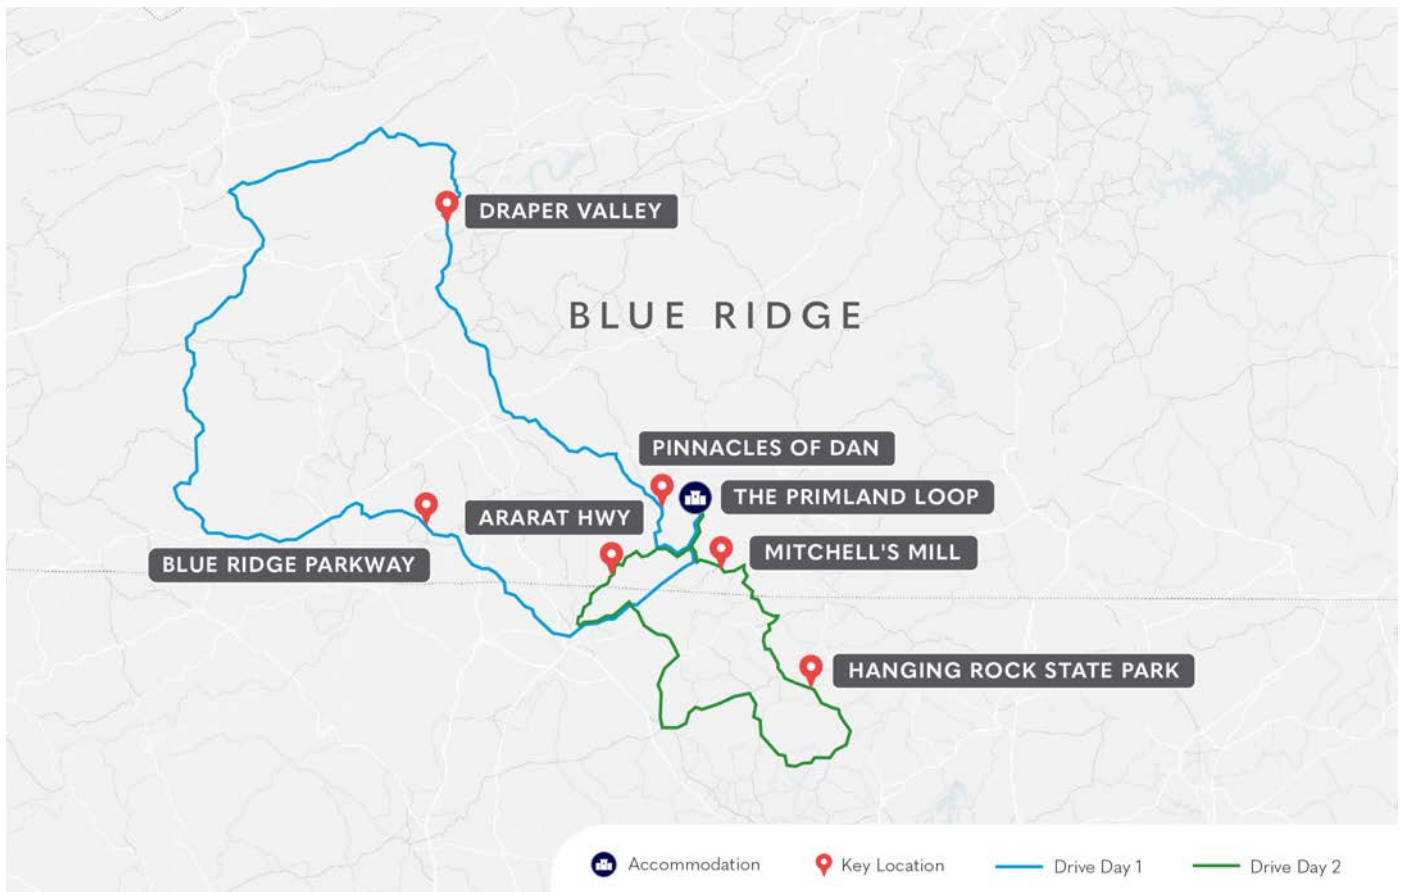 DRAPER VALLEY
BLUE RIDGE
PINNACLES OF DAN
THE PRIMLAND LOOP
ARARAT HWY
MITCHELL'S MILL
BLUE RIDGE PARKWAY
HANGING ROCK STATE PARK
Accommodation
Key Location
Drive Day 1
Drive Day 2